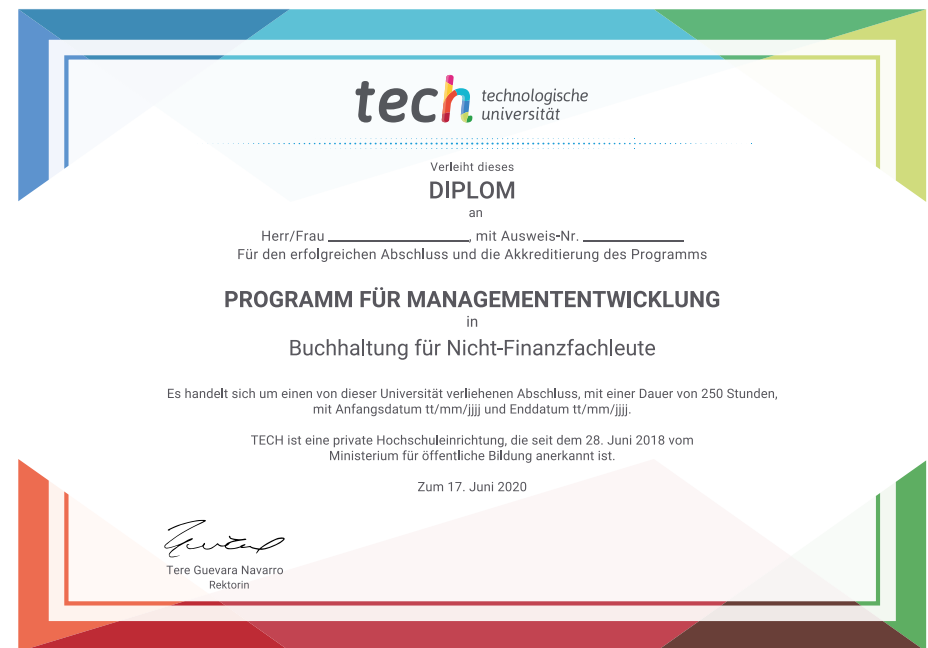 tech technologische
universität
Verleiht dieses
DIPLOM
an
Herr/Frau ____________, mit Ausweis-Nr. ____________
Für den erfolgreichen Abschluss und die Akkreditierung des Programms
PROGRAMM FÜR MANAGEMENTENTWICKLUNG
in
Buchhaltung für Nicht-Finanzfachleute
Es handelt sich um einen von dieser Universität verliehenen Abschluss, mit einer Dauer von 250 Stunden,
mit Anfangsdatum tt/mm/jjjj und Enddatum tt/mm/jjjj.
TECH ist eine private Hochschuleinrichtung, die seit dem 28. Juni 2018 vom
Ministerium für öffentliche Bildung anerkannt ist.
Zum 17. Juni 2020
Tere Guevara Navarro
Rektorin